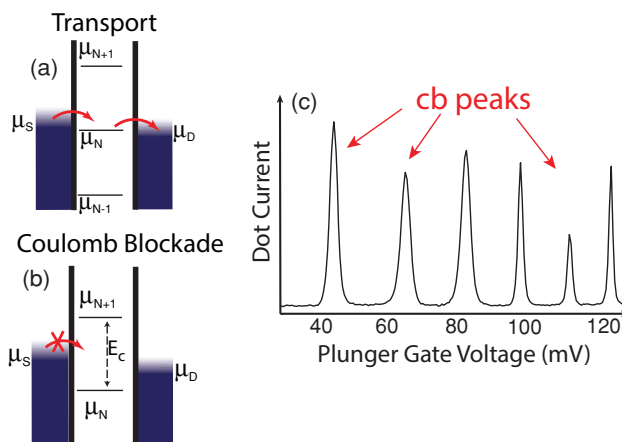 Transport
(a)
μN+1
μS
μN
μD
μN-1
Coulomb Blockade
(b)
μN+1
μS
Ec
μD
μN
(c)
cb peaks
Dot Current
40 60 80 100 120
Plunger Gate Voltage (mV)